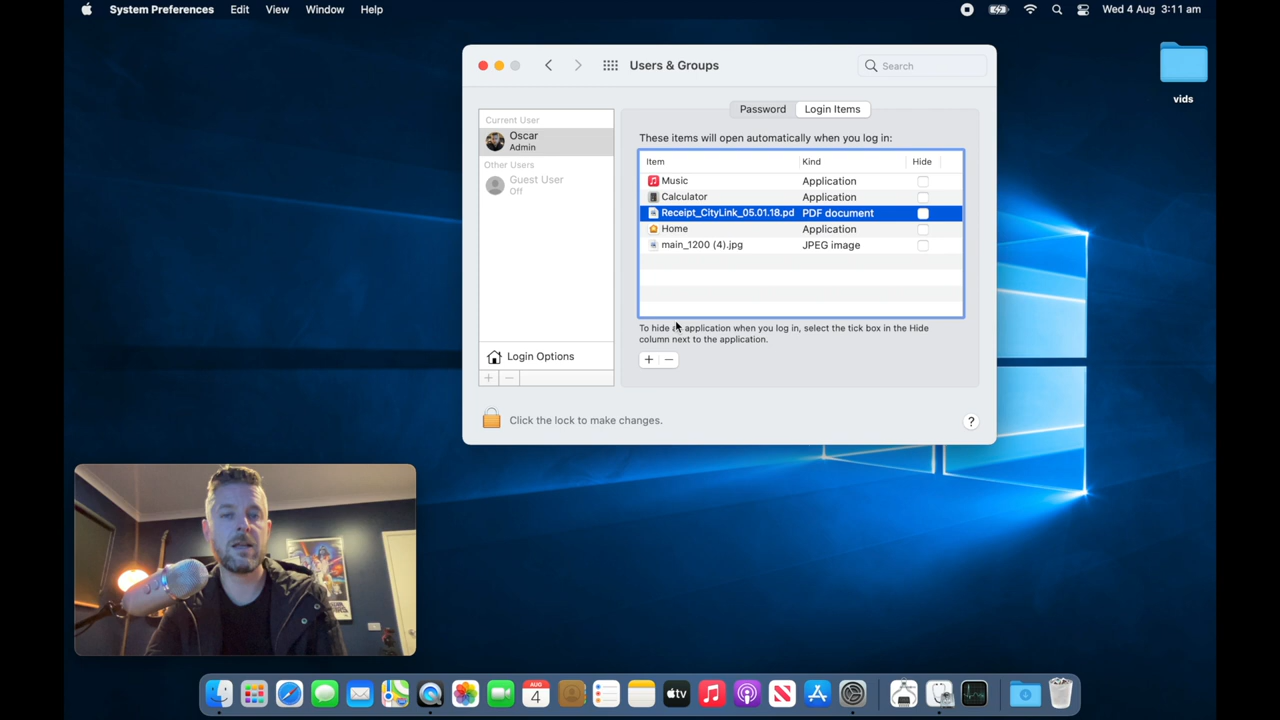 System Preferences Edit View Window Help Wed 4 Aug 3:11 am
vids
Users & Groups
Search
Password Login Items
Current User
Oscar
Admin
Other Users
Guest User
Off
Login Options
These items will open automatically when you log in:
Item Kind Hide
Music Application
Calculator Application
Receipt_CityLink_05.01.18.pd PDF document
Home Application
main_1200 (4).jpg JPEG image
To hide an application when you log in, select the tick box in the Hide
column next to the application.
+ −
+ −
Click the lock to make changes.
?
AUG
4
tv